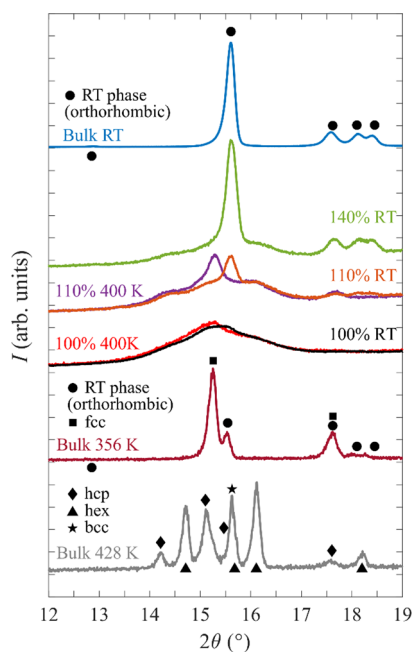 RT phase
(orthorhombic)
Bulk RT
140% RT
110% 400 K
110% RT
100% 400K
100% RT
RT phase
(orthorhombic)
fcc
Bulk 356 K
hcp
hex
bcc
Bulk 428 K
12 13 14 15 16 17 18 19
2θ (°)
I (arb. units)